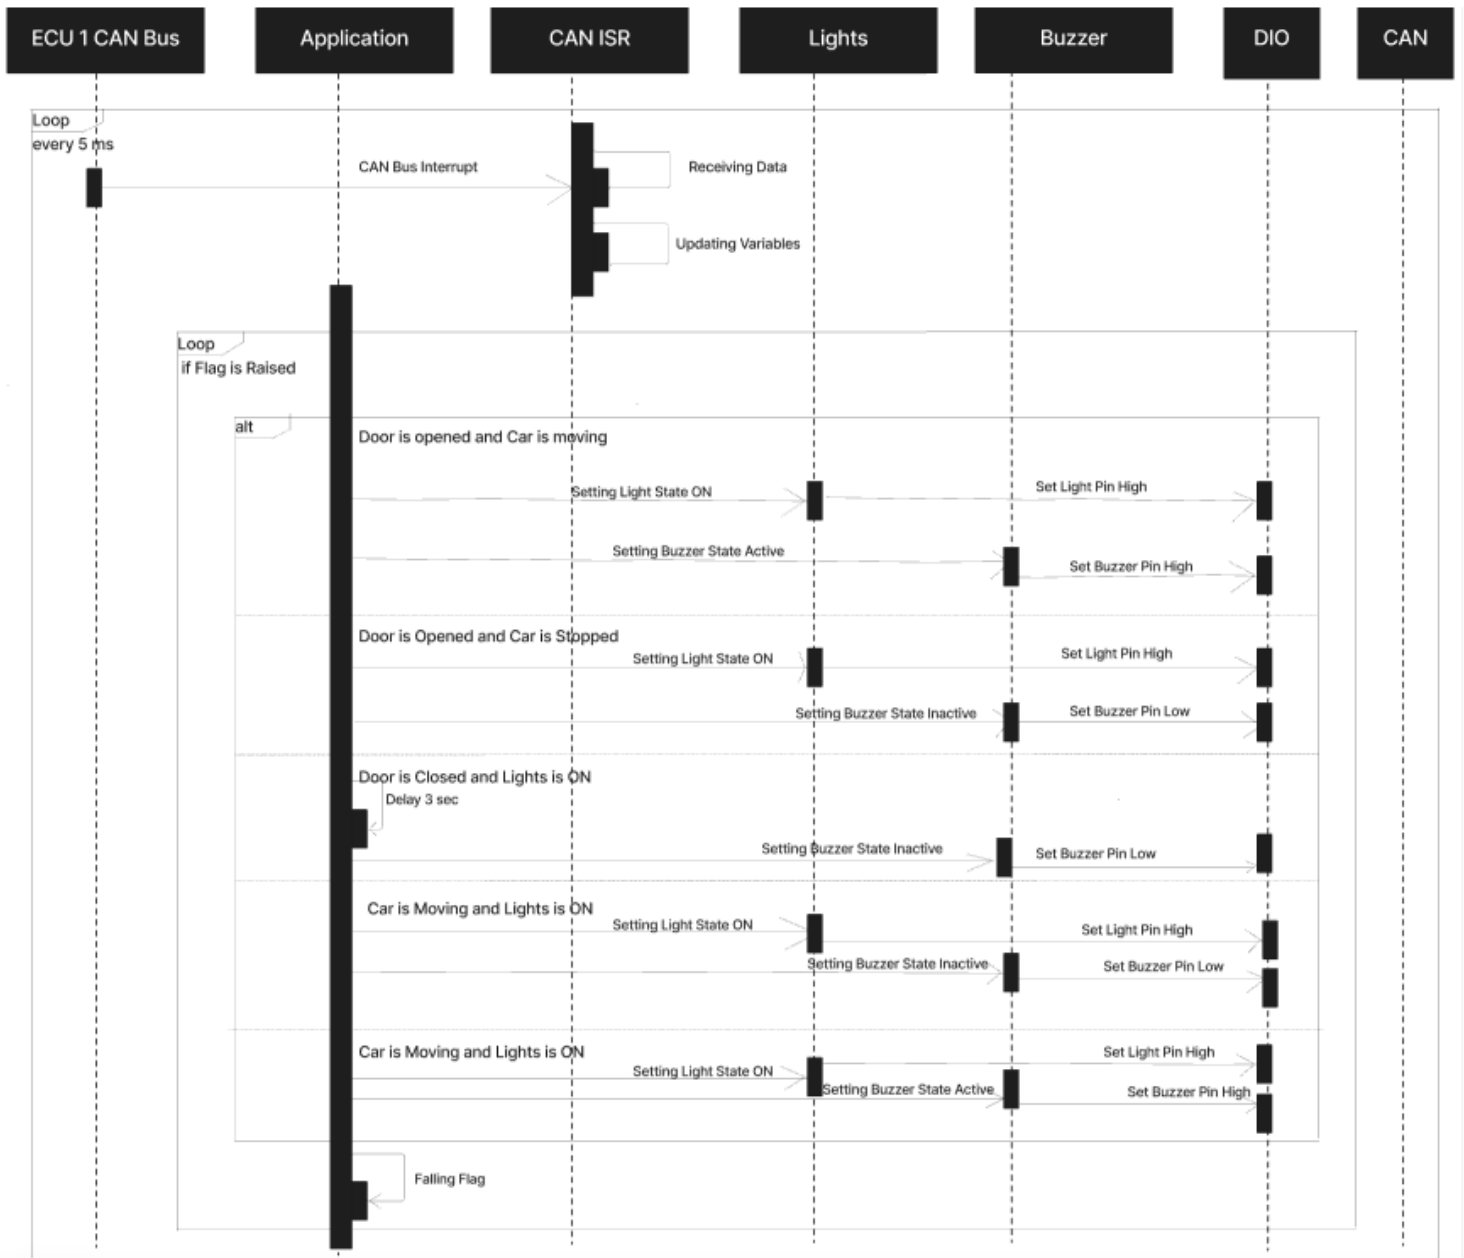 ECU 1 CAN Bus
Application
CAN ISR
Lights
Buzzer
DIO
CAN
Loop
every 5 ms
CAN Bus Interrupt
Receiving Data
Updating Variables
Loop
if Flag is Raised
alt
Door is opened and Car is moving
Setting Light State ON
Set Light Pin High
Setting Buzzer State Active
Set Buzzer Pin High
Door is Opened and Car is Stopped
Setting Light State ON
Set Light Pin High
Setting Buzzer State Inactive
Set Buzzer Pin Low
Door is Closed and Lights is ON
Delay 3 sec
Setting Buzzer State Inactive
Set Buzzer Pin Low
Car is Moving and Lights is ON
Setting Light State ON
Set Light Pin High
Setting Buzzer State Inactive
Set Buzzer Pin Low
Car is Moving and Lights is ON
Setting Light State ON
Set Light Pin High
Setting Buzzer State Active
Set Buzzer Pin High
Falling Flag